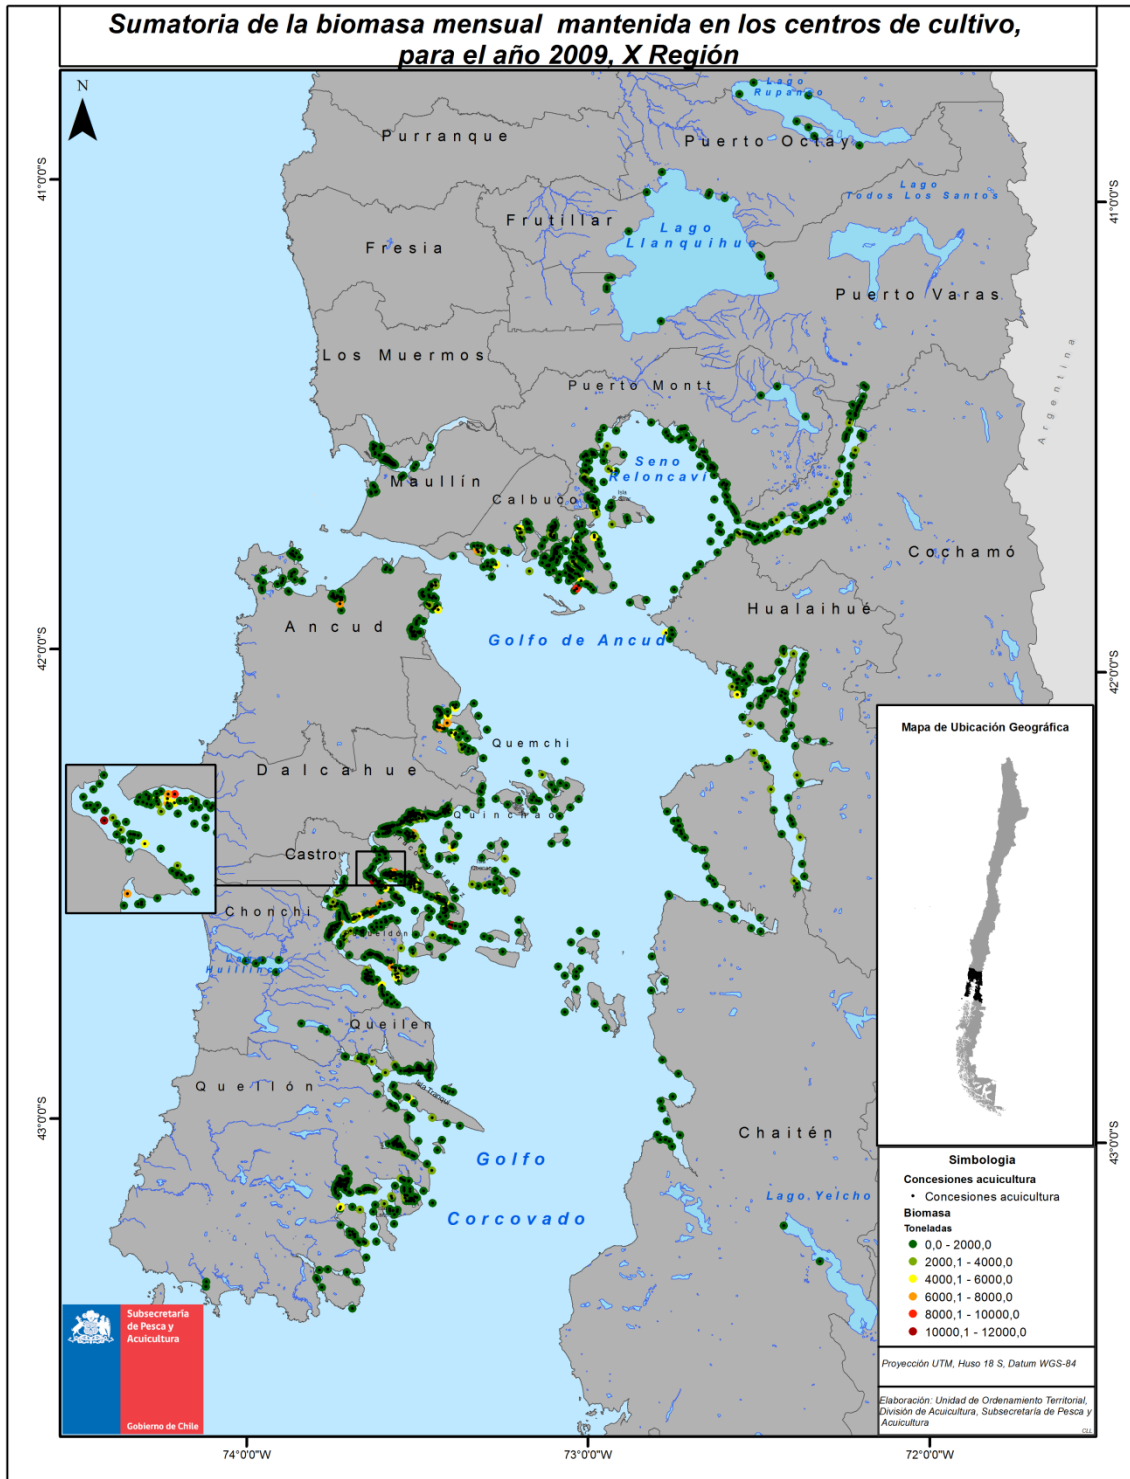 Sumatoria de la biomasa mensual mantenida en los centros de cultivo,
para el año 2009, X Región
N
Lago
Rupanco
Purranque
Puerto Octay
41°0'0"S
41°0'0"S
Lago
Todos Los Santos
Frutillar
Lago
Llanquihue
Fresia
Puerto Varas
Los Muermos
Puerto Montt
Argentina
Seno
Reloncaví
Maullín
Calbuco
Isla
Cochamó
Hualaihué
Ancud
Golfo de Ancud
42°0'0"S
42°0'0"S
Mapa de Ubicación Geográfica
Quemchi
Dalcahue
Quinchao
Castro
Chonchi
Lago
Huillinco
Queilen
Quellón
Isla Tranqui
43°0'0"S
43°0'0"S
Chaitén
Golfo
Corcovado
Lago Yelcho
Simbologia
Concesiones acuicultura
Concesiones acuicultura
Biomasa
Toneladas
0,0 - 2000,0
2000,1 - 4000,0
4000,1 - 6000,0
6000,1 - 8000,0
8000,1 - 10000,0
10000,1 - 12000,0
Proyección UTM, Huso 18 S, Datum WGS-84
Elaboración: Unidad de Ordenamiento Territorial,
División de Acuicultura, Subsecretaría de Pesca y
Acuicultura
CLL
Subsecretaría
de Pesca y
Acuicultura
Gobierno de Chile
74°0'0"W
73°0'0"W
72°0'0"W